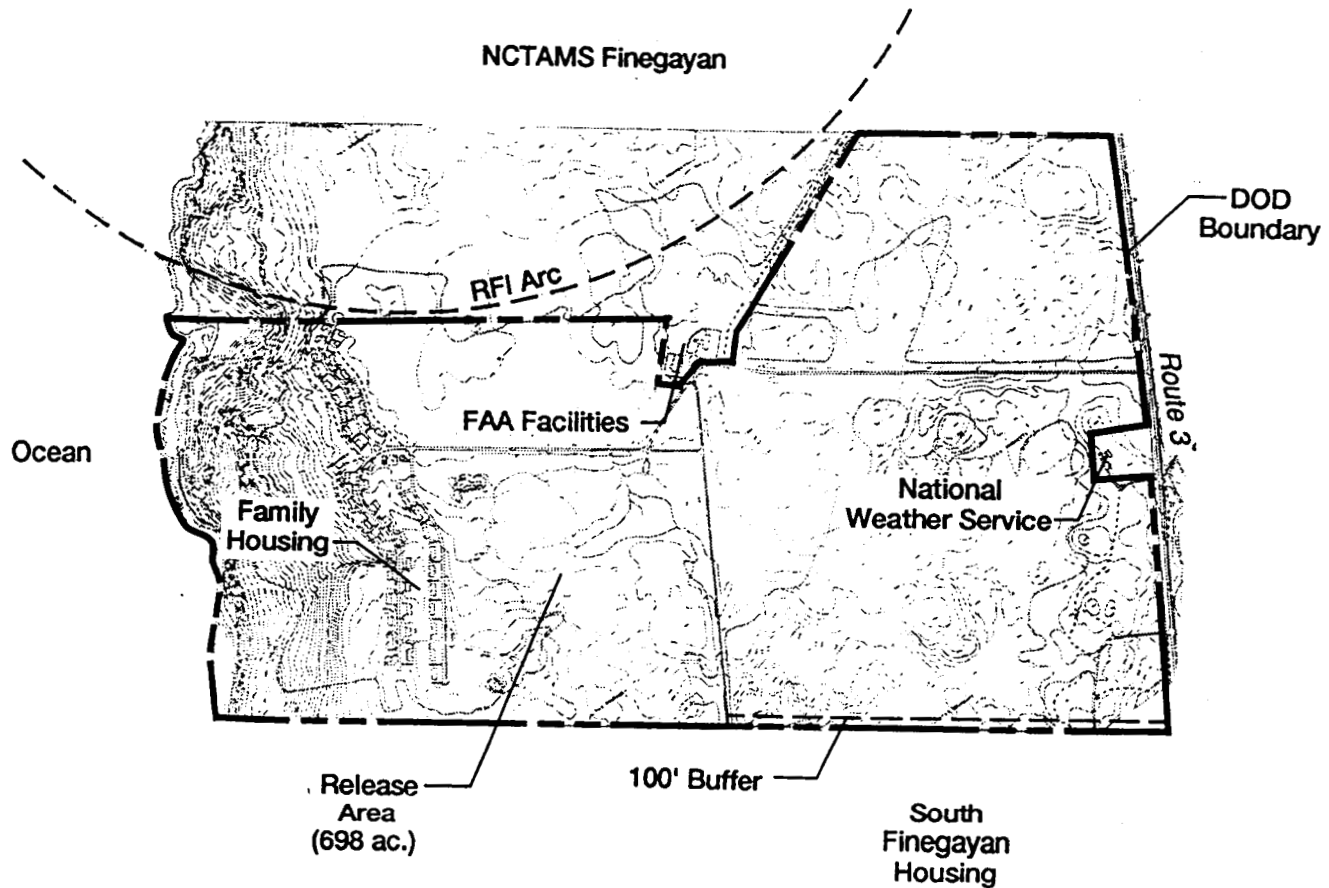 NCTAMS Finegayan
DOD
Boundary
RFI Arc
Route 3
FAA Facilities
Ocean
National
Weather Service
Family
Housing
Release
Area
(698 ac.)
100' Buffer
South
Finegayan
Housing